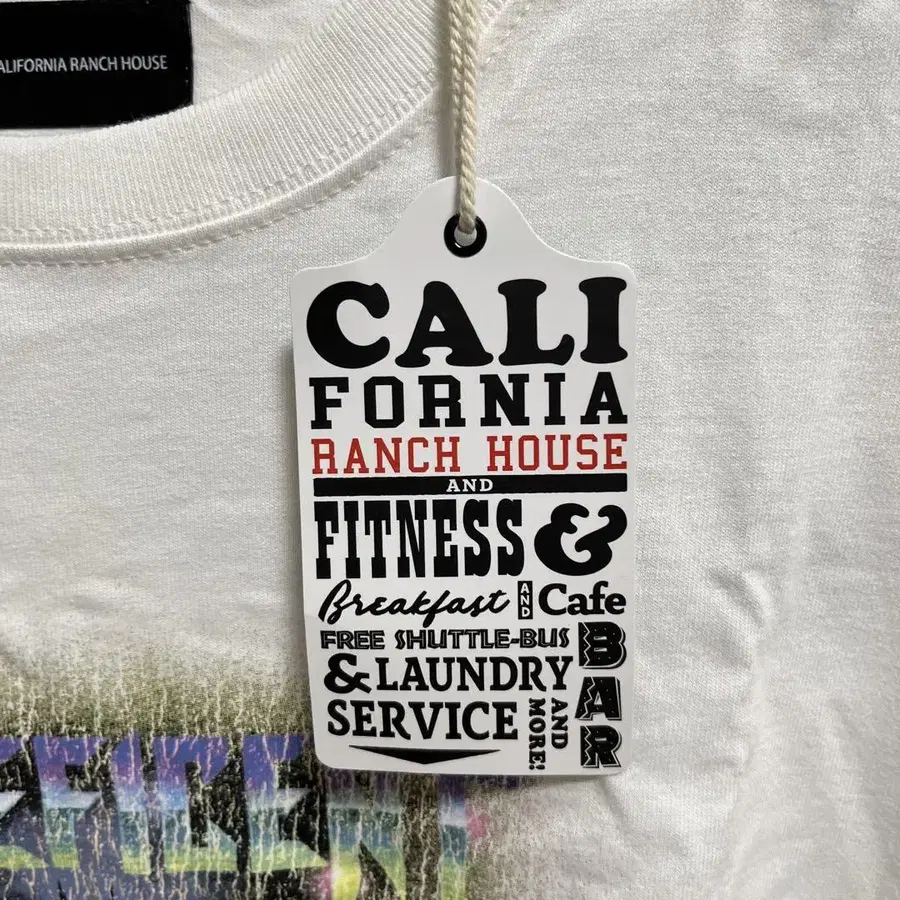 ALIFORNIA RANCH HOUSE
CALI
FORNIA
RANCH HOUSE
AND
FITNESS &
Breakfast AND Cafe
FREE SHUTTLE-BUS
& LAUNDRY
SERVICE
AND MORE!
BAR